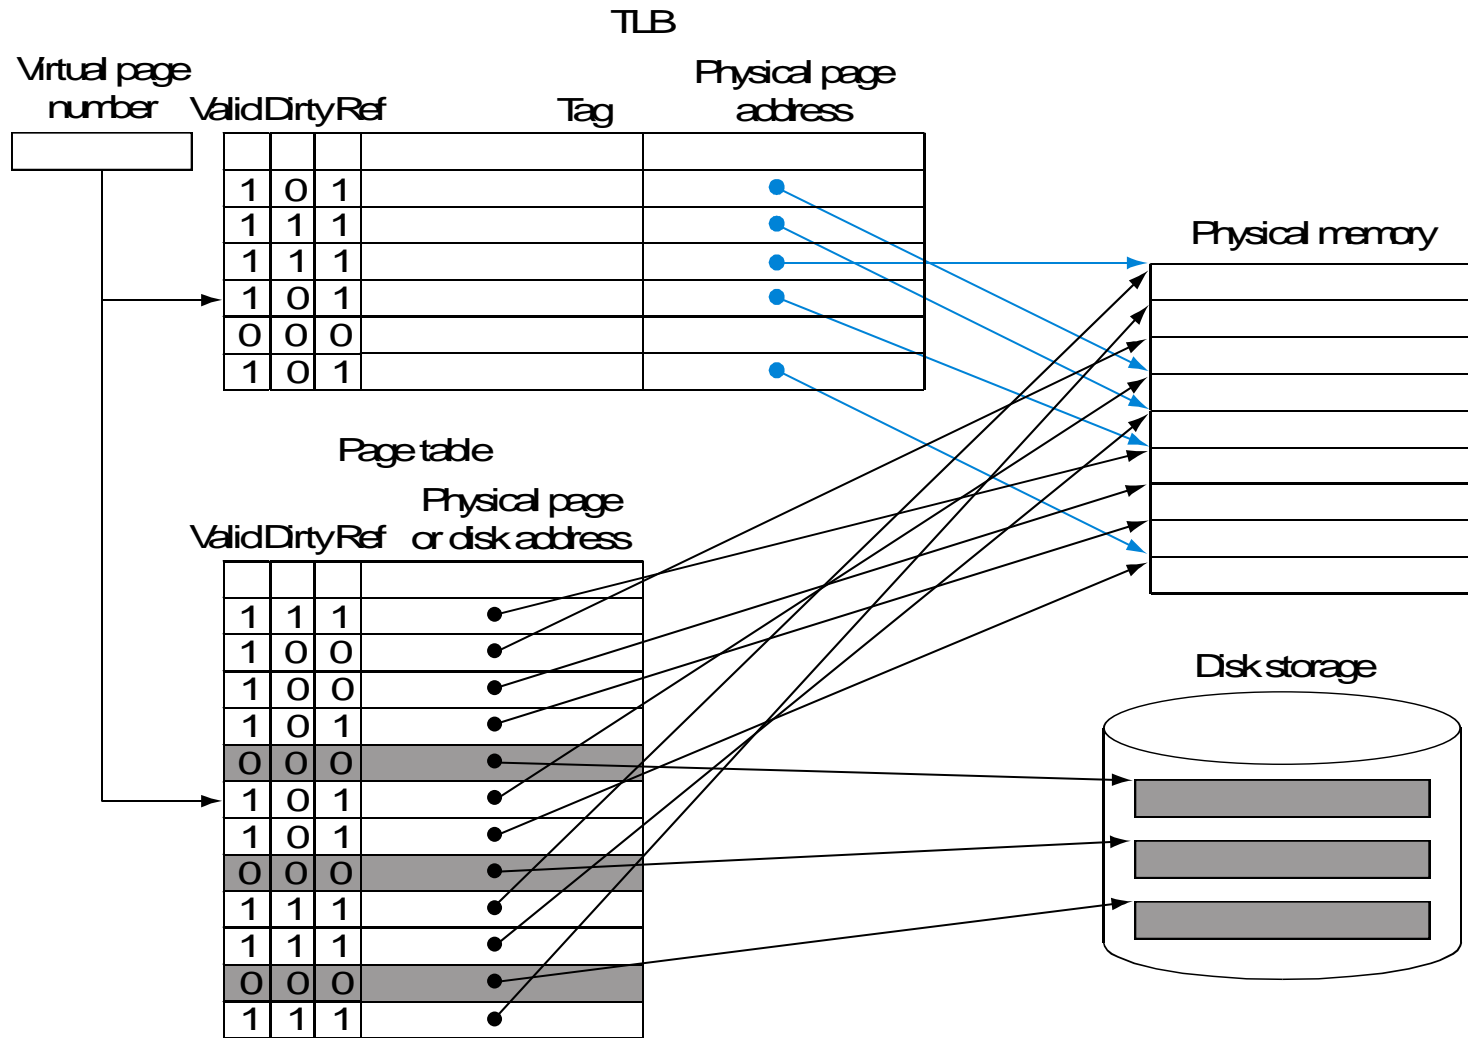 TLB
Virtual page
number
Valid Dirty Ref
Tag
Physical page
address
1 0 1
1 1 1
1 1 1
1 0 1
0 0 0
1 0 1
Physical memory
Page table
Physical page
or disk address
Valid Dirty Ref
1 1 1
1 0 0
1 0 0
1 0 1
0 0 0
1 0 1
1 0 1
0 0 0
1 1 1
1 1 1
0 0 0
1 1 1
Disk storage